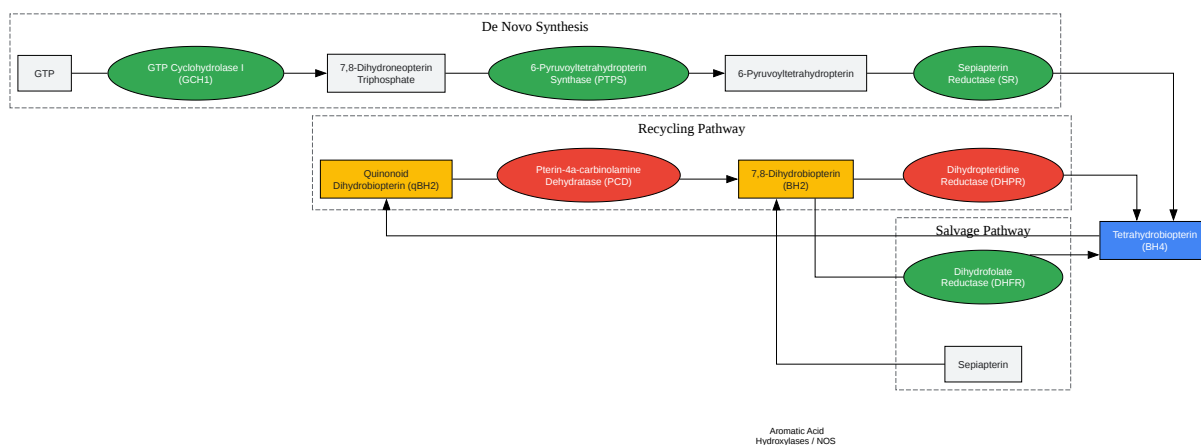 De Novo Synthesis
GTP
GTP Cyclohydrolase I
(GCH1)
7,8-Dihydroneopterin
Triphosphate
6-Pyruvoyltetrahydropterin
Synthase (PTPS)
6-Pyruvoyltetrahydropterin
Sepiapterin
Reductase (SR)
Recycling Pathway
Quinonoid
Dihydrobiopterin (qBH2)
Pterin-4a-carbinolamine
Dehydratase (PCD)
7,8-Dihydrobiopterin
(BH2)
Dihydropteridine
Reductase (DHPR)
Salvage Pathway
Tetrahydrobiopterin
(BH4)
Dihydrofolate
Reductase (DHFR)
Sepiapterin
Aromatic Acid
Hydroxylases / NOS